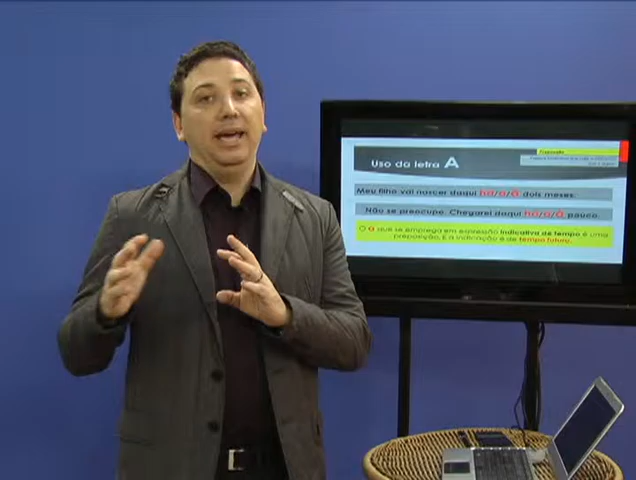 Uso da letra A
Meu filho vai nascer daqui há/a/à dois meses.
Não se preocupe. Chegarei daqui há/a/à pouco.
O a que se emprega em expressão indicativa de tempo é uma
preposição. E a indicação é de tempo futuro.